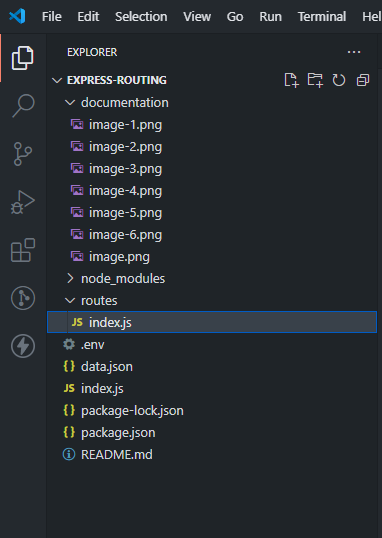 File Edit Selection View Go Run Terminal Hel
EXPLORER
EXPRESS-ROUTING
documentation
image-1.png
image-2.png
image-3.png
image-4.png
image-5.png
image-6.png
image.png
node_modules
routes
JS index.js
.env
{} data.json
JS index.js
{} package-lock.json
{} package.json
README.md